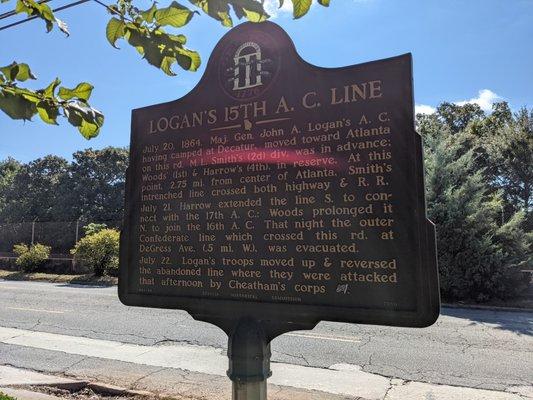 1776
LOGAN'S 15TH A. C. LINE
July 20, 1864. Maj. Gen. John A. Logan's A. C.
having camped at Decatur, moved toward Atlanta
on this rd. M. L. Smith's (2d) div. was in advance;
Woods' (1st) & Harrow's (4th), in reserve. At this
point, 2.75 mi. from center of Atlanta, Smith's
intrenched line crossed both highway & R. R.
July 21. Harrow extended the line S. to con-
nect with the 17th A. C.; Woods prolonged it
N. to join the 16th A. C. That night the outer
Confederate line which crossed this rd. at
DeGress Ave. (.5 mi. W.), was evacuated.
July 22. Logan's troops moved up & reversed
the abandoned line where they were attacked
that afternoon by Cheatham's corps
GEORGIA HISTORICAL COMMISSION